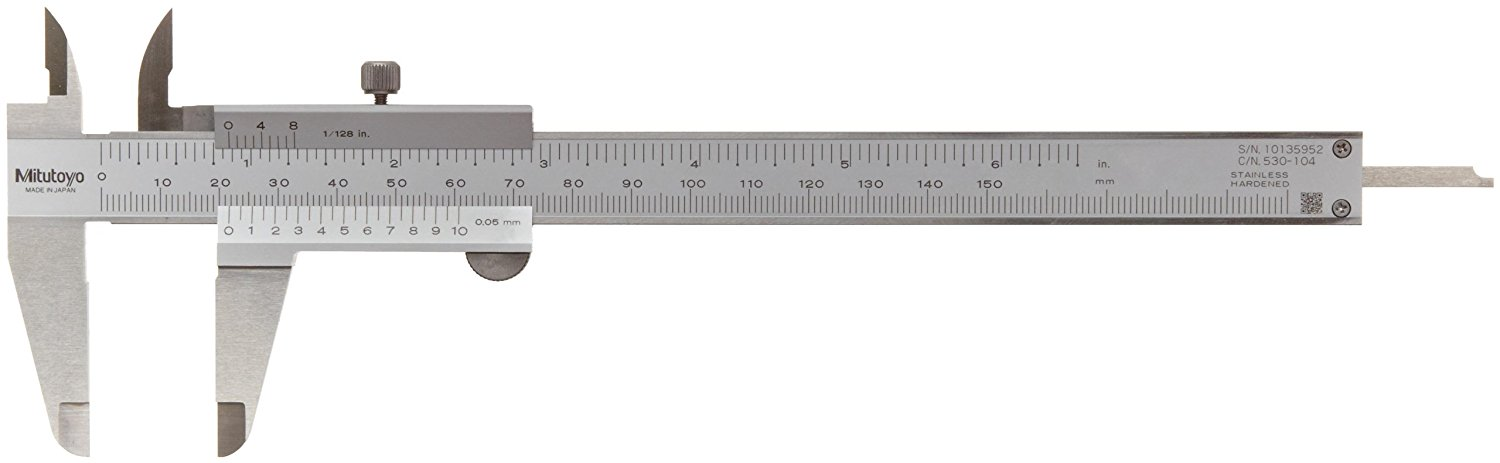 0 4 8
1/128 in.
1 2 3 4 5 6 in.
Mitutoyo
MADE IN JAPAN
0 10 20 30 40 50 60 70 80 90 100 110 120 130 140 150 mm
S/N. 10135952
C/N. 530-104
STAINLESS
HARDENED
0 1 2 3 4 5 6 7 8 9 10 0.05 mm